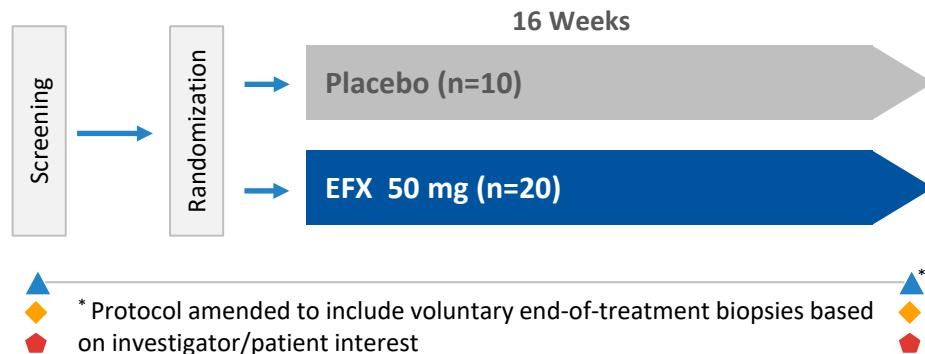 16 Weeks
Screening
Randomization
Placebo (n=10)
EFX 50 mg (n=20)
*
* Protocol amended to include voluntary end-of-treatment biopsies based
on investigator/patient interest